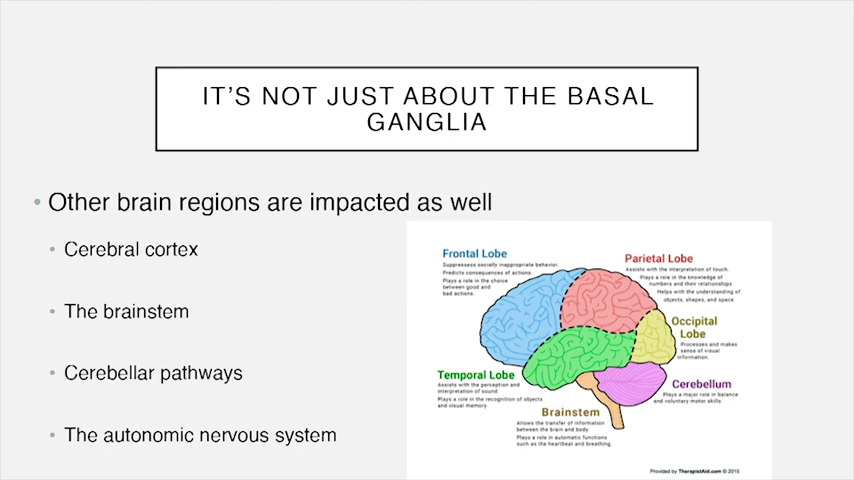 IT'S NOT JUST ABOUT THE BASAL
GANGLIA
• Other brain regions are impacted as well
• Cerebral cortex
• The brainstem
• Cerebellar pathways
• The autonomic nervous system
Frontal Lobe
Suppresses socially inappropriate behavior.
Predicts consequences of actions.
Plays a role in the choice
between good and
bad actions.
Parietal Lobe
Assists with the interpretation of touch.
Plays a role in the knowledge of
numbers and their relationships.
Helps with the understanding of
objects, shapes, and space.
Occipital
Lobe
Processes and makes
sense of visual
information.
Temporal Lobe
Assists with the perception and
interpretation of sound.
Plays a role in the recognition of objects
and visual memory.
Cerebellum
Plays a major role in balance
and voluntary motor skills.
Brainstem
Allows the transfer of information
between the brain and body.
Plays a role in automatic functions
such as the heartbeat and breathing.
Provided by TherapistAid.com © 2015